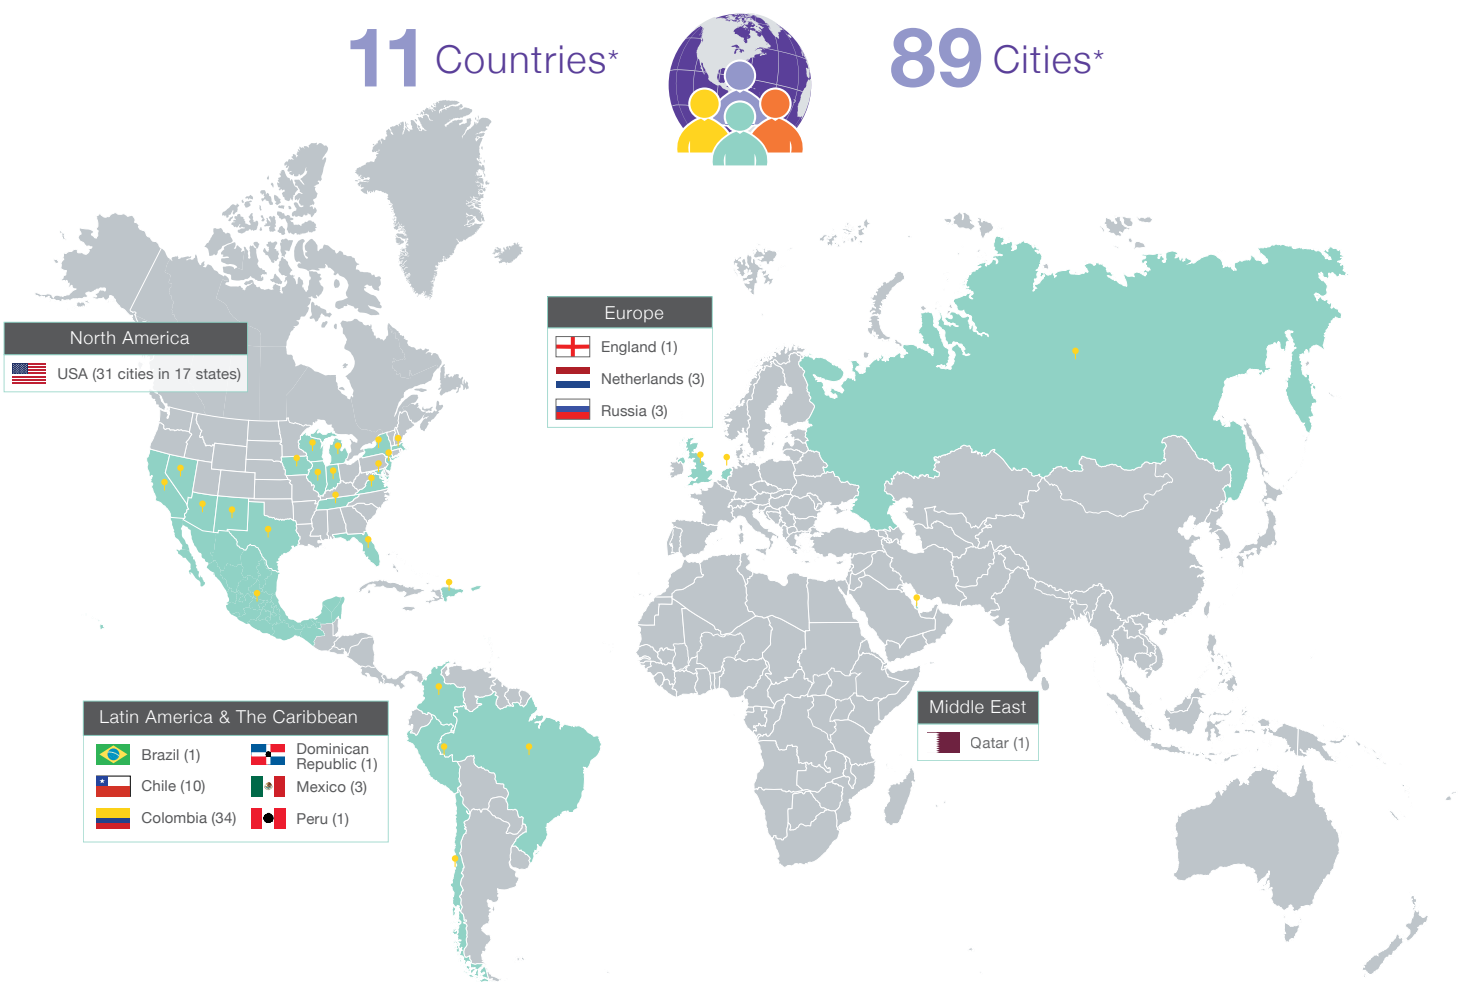 11 Countries*
89 Cities*
North America
USA (31 cities in 17 states)
Europe
England (1)
Netherlands (3)
Russia (3)
Latin America & The Caribbean
Brazil (1)
Chile (10)
Colombia (34)
Dominican
Republic (1)
Mexico (3)
Peru (1)
Middle East
Qatar (1)